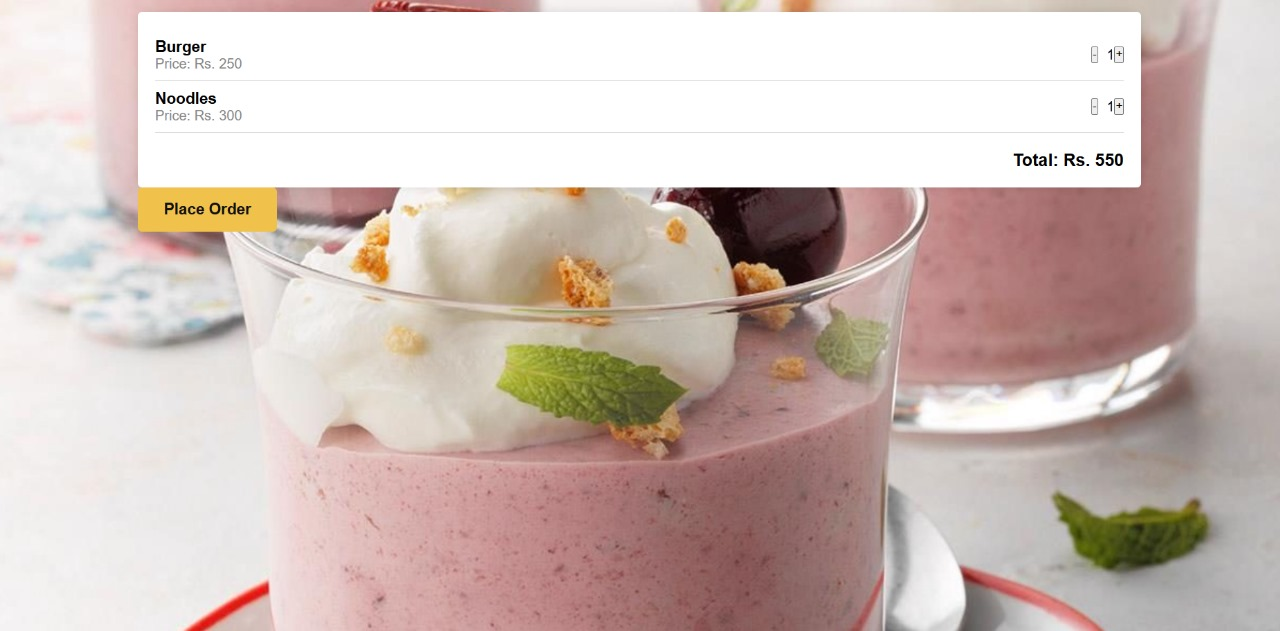 Burger
Price: Rs. 250
- 1+
Noodles
Price: Rs. 300
- 1+
Total: Rs. 550
Place Order